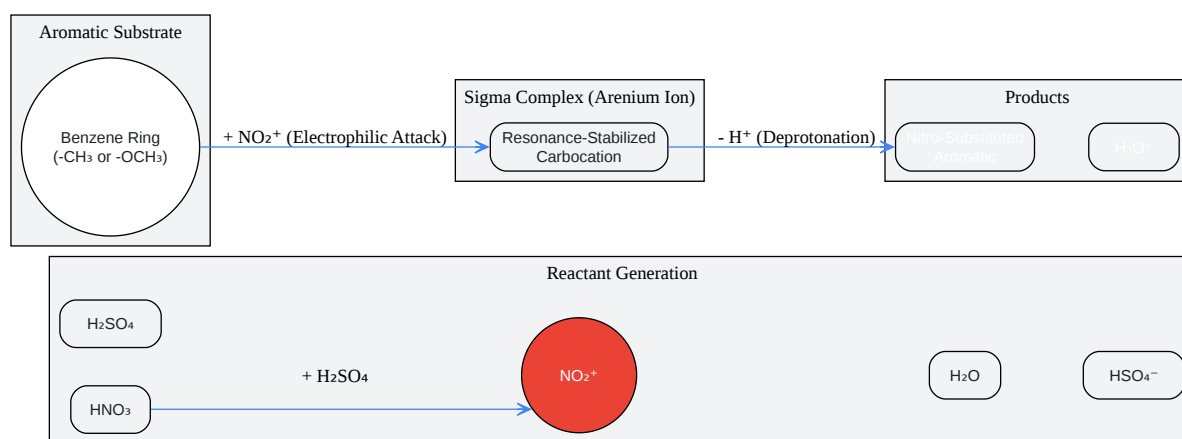 Aromatic Substrate
Benzene Ring
(-CH₃ or -OCH₃)
+ NO₂⁺ (Electrophilic Attack)
Sigma Complex (Arenium Ion)
Resonance-Stabilized
Carbocation
- H⁺ (Deprotonation)
Products
Nitro-Substituted
Aromatic
H₃O⁺
Reactant Generation
H₂SO₄
HNO₃
+ H₂SO₄
NO₂⁺
H₂O
HSO₄⁻